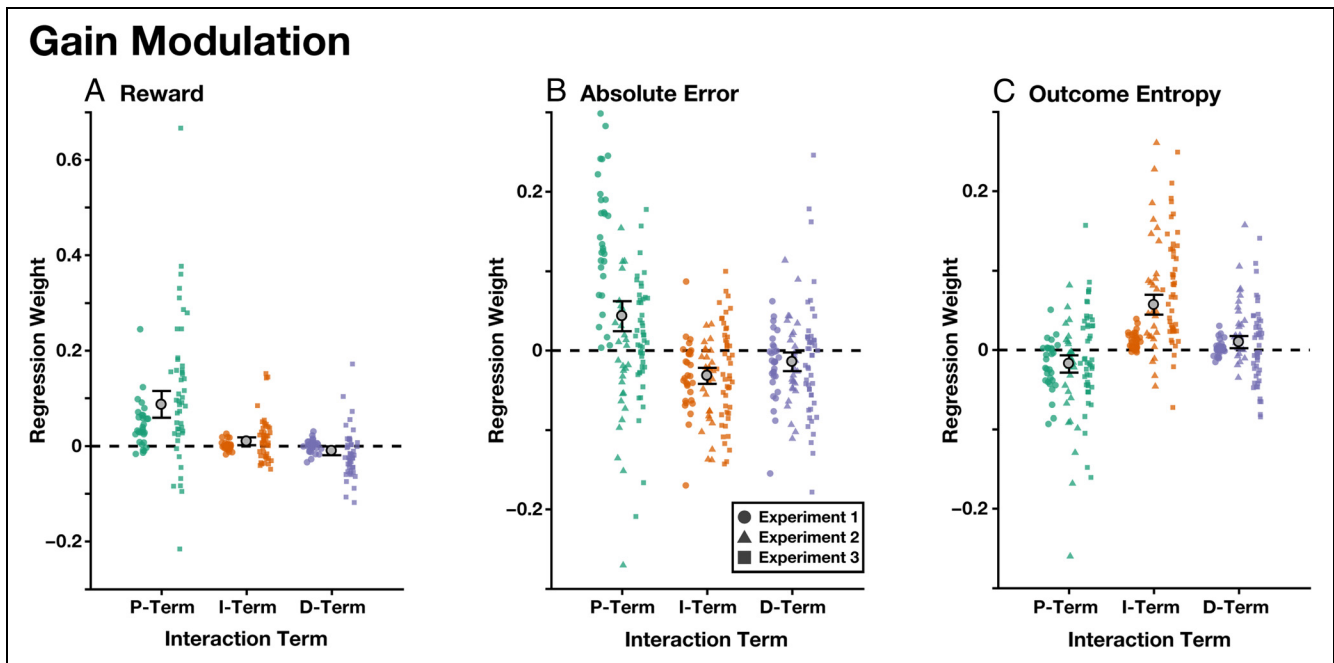 Gain Modulation
A Reward
Regression Weight
0.6
0.4
0.2
0
−0.2
P-Term I-Term D-Term
Interaction Term
B Absolute Error
Regression Weight
0.2
0
−0.2
Experiment 1
Experiment 2
Experiment 3
P-Term I-Term D-Term
Interaction Term
C Outcome Entropy
Regression Weight
0.2
0
−0.2
P-Term I-Term D-Term
Interaction Term